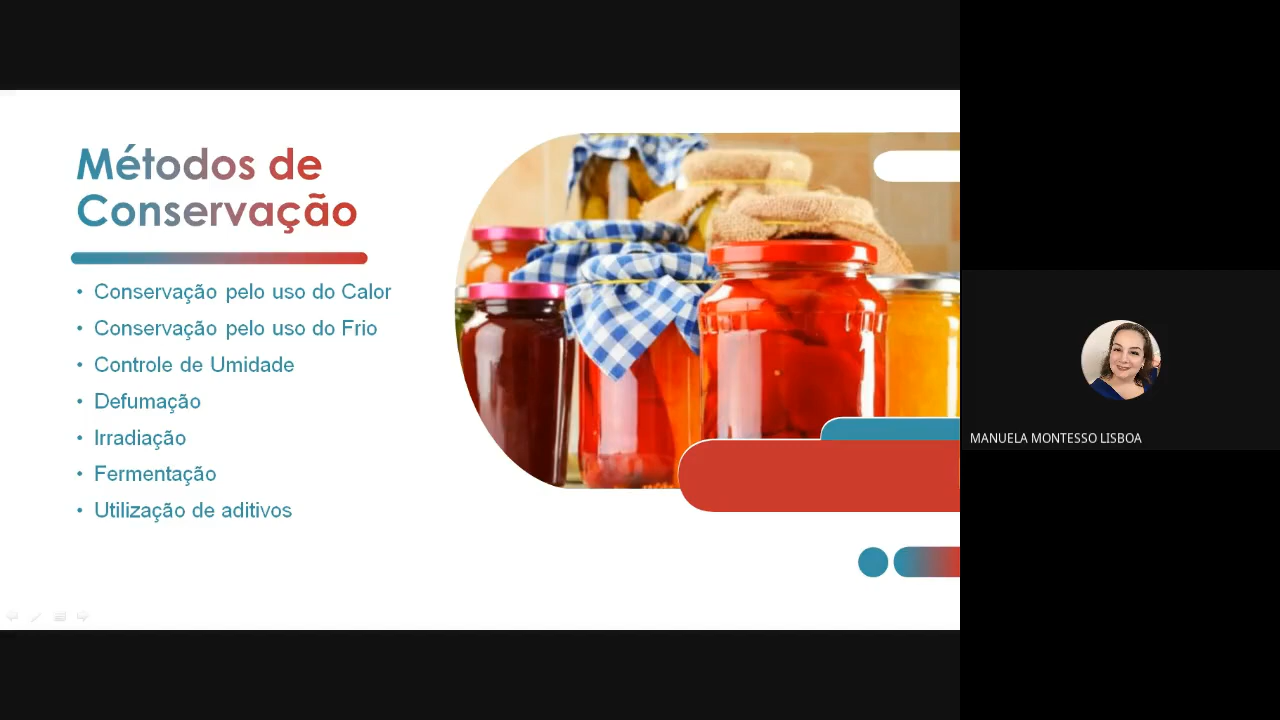 Métodos de
Conservação
• Conservação pelo uso do Calor
• Conservação pelo uso do Frio
• Controle de Umidade
• Defumação
• Irradiação
• Fermentação
• Utilização de aditivos
MANUELA MONTESSO LISBOA